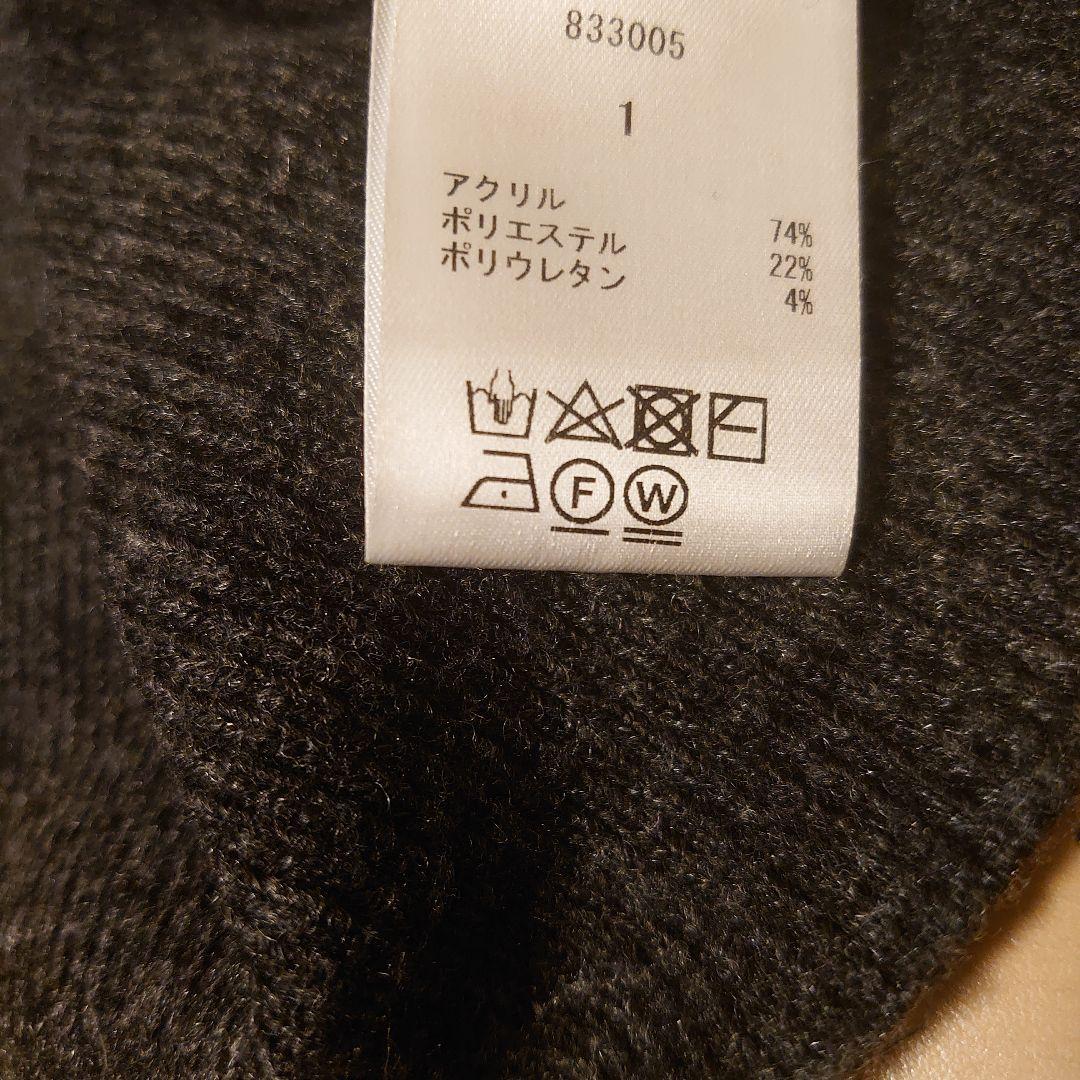 833005
1
アクリル 74%
ポリエステル 22%
ポリウレタン 4%
F W